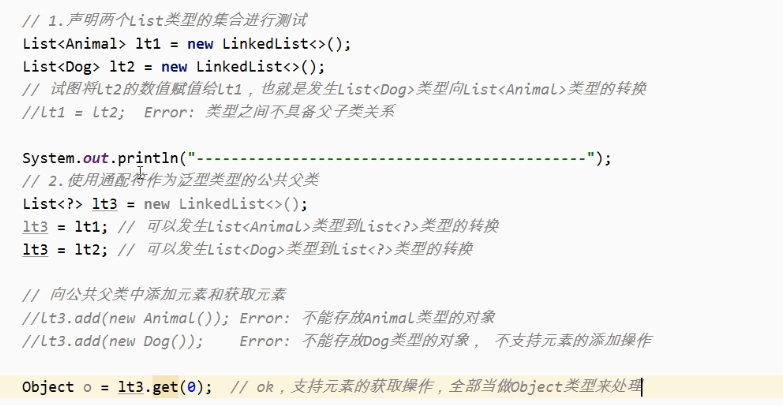 // 1.声明两个List类型的集合进行测试
List<Animal> lt1 = new LinkedList<>();
List<Dog> lt2 = new LinkedList<>();
// 试图将lt2的数值赋值给lt1，也就是发生List<Dog>类型向List<Animal>类型的转换
//lt1 = lt2;  Error: 类型之间不具备父子类关系
System.out.println("---------------------------------------------");
// 2.使用通配符作为泛型类型的公共父类
List<?> lt3 = new LinkedList<>();
lt3 = lt1; // 可以发生List<Animal>类型到List<?>类型的转换
lt3 = lt2; // 可以发生List<Dog>类型到List<?>类型的转换
// 向公共父类中添加元素和获取元素
//lt3.add(new Animal()); Error: 不能存放Animal类型的对象
//lt3.add(new Dog());    Error: 不能存放Dog类型的对象， 不支持元素的添加操作
Object o = lt3.get(0);  // ok，支持元素的获取操作，全部当做Object类型来处理